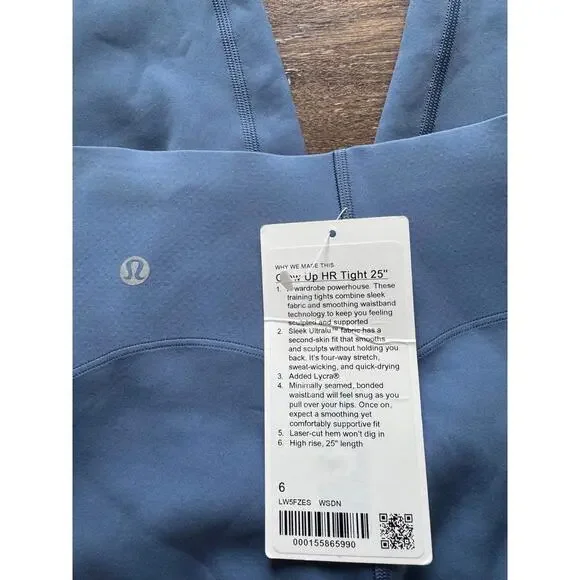 WHY WE MADE THIS
Up HR Tight 25"
1. wardrobe powerhouse. These
training tights combine sleek
fabric and smoothing waistband
technology to keep you feeling
sculpted and supported
2. Sleek Ultralu™ fabric has a
second-skin fit that smooths
and sculpts without holding you
back. It's four-way stretch,
sweat-wicking, and quick-drying
3. Added Lycra®
4. Minimally seamed, bonded
waistband will feel snug as you
pull over your hips. Once on,
expect a smoothing yet
comfortably supportive fit
5. Laser-cut hem won't dig in
6. High rise, 25" length
6
LW5FZES WSDN
000155865990